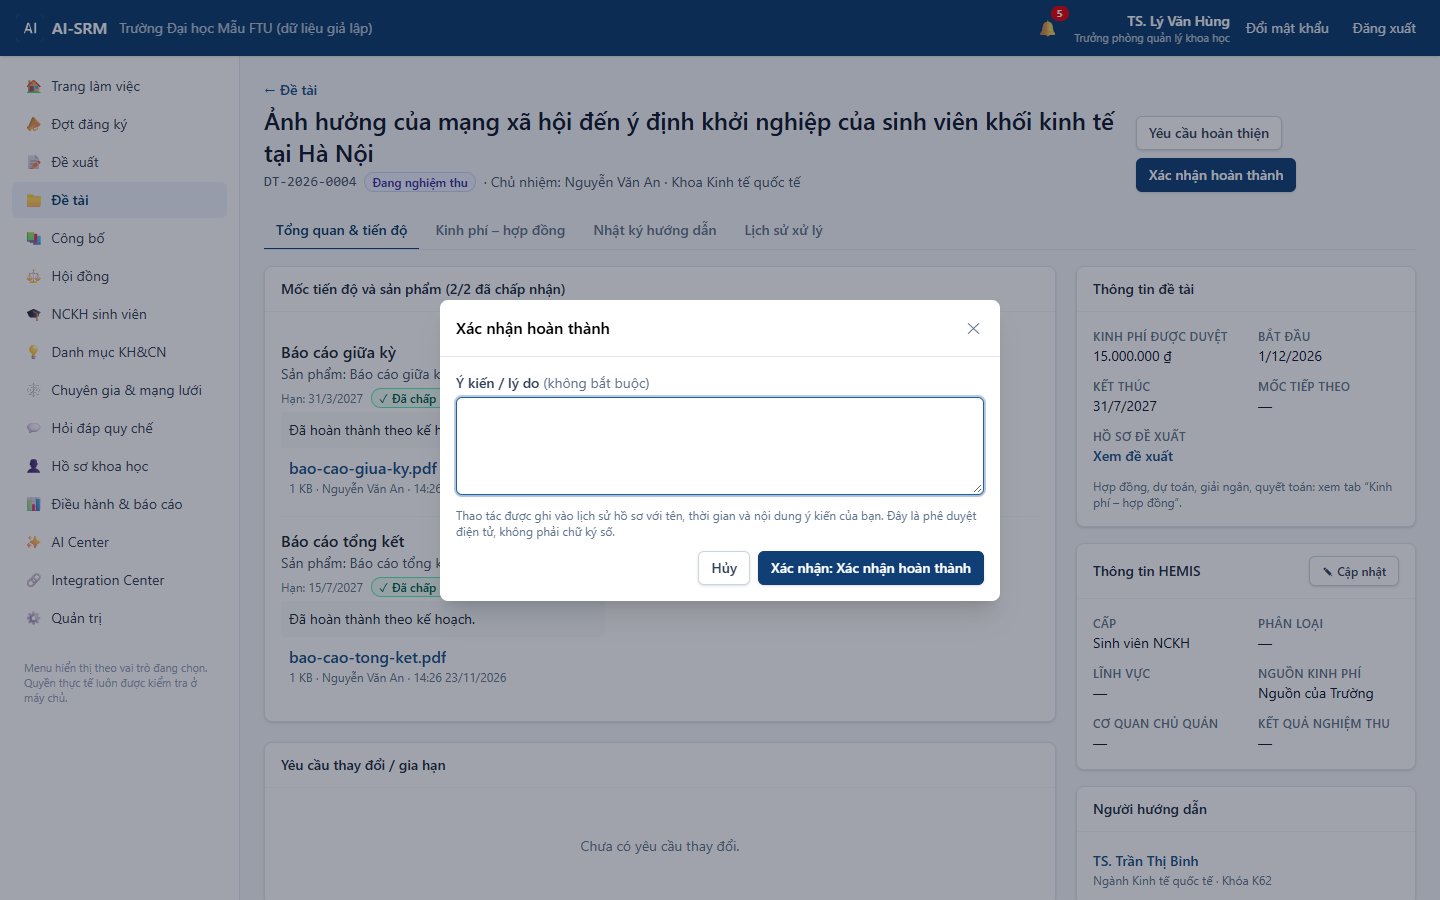 AI AI-SRM Trường Đại học Mẫu FTU (dữ liệu giả lập)
5
TS. Lý Văn Hùng
Trưởng phòng quản lý khoa học
Đổi mật khẩu
Đăng xuất
Trang làm việc
Đợt đăng ký
Đề xuất
Đề tài
Công bố
Hội đồng
NCKH sinh viên
Danh mục KH&CN
Chuyên gia & mạng lưới
Hỏi đáp quy chế
Hồ sơ khoa học
Điều hành & báo cáo
AI Center
Integration Center
Quản trị
Menu hiển thị theo vai trò đang chọn.
Quyền thực tế luôn được kiểm tra ở
máy chủ.
← Đề tài
Ảnh hưởng của mạng xã hội đến ý định khởi nghiệp của sinh viên khối kinh tế
tại Hà Nội
DT-2026-0004 Đang nghiệm thu · Chủ nhiệm: Nguyễn Văn An · Khoa Kinh tế quốc tế
Yêu cầu hoàn thiện
Xác nhận hoàn thành
Tổng quan & tiến độ
Kinh phí – hợp đồng
Nhật ký hướng dẫn
Lịch sử xử lý
Mốc tiến độ và sản phẩm (2/2 đã chấp nhận)
Báo cáo giữa kỳ
Sản phẩm: Báo cáo giữa k
Hạn: 31/3/2027 ✓ Đã chấp
Đã hoàn thành theo kế h
bao-cao-giua-ky.pdf
1 KB · Nguyễn Văn An · 14:26
Báo cáo tổng kết
Sản phẩm: Báo cáo tổng k
Hạn: 15/7/2027 ✓ Đã chấp
Đã hoàn thành theo kế hoạch.
bao-cao-tong-ket.pdf
1 KB · Nguyễn Văn An · 14:26 23/11/2026
Yêu cầu thay đổi / gia hạn
Chưa có yêu cầu thay đổi.
Xác nhận hoàn thành
Ý kiến / lý do (không bắt buộc)
Thao tác được ghi vào lịch sử hồ sơ với tên, thời gian và nội dung ý kiến của bạn. Đây là phê duyệt
điện tử, không phải chữ ký số.
Hủy
Xác nhận: Xác nhận hoàn thành
Thông tin đề tài
KINH PHÍ ĐƯỢC DUYỆT
15.000.000 ₫
BẮT ĐẦU
1/12/2026
KẾT THÚC
31/7/2027
MỐC TIẾP THEO
—
HỒ SƠ ĐỀ XUẤT
Xem đề xuất
Hợp đồng, dự toán, giải ngân, quyết toán: xem tab “Kinh
phí – hợp đồng”.
Thông tin HEMIS
Cập nhật
CẤP
Sinh viên NCKH
PHÂN LOẠI
—
LĨNH VỰC
—
NGUỒN KINH PHÍ
Nguồn của Trường
CƠ QUAN CHỦ QUẢN
—
KẾT QUẢ NGHIỆM THU
—
Người hướng dẫn
TS. Trần Thị Bình
Ngành Kinh tế quốc tế · Khóa K62